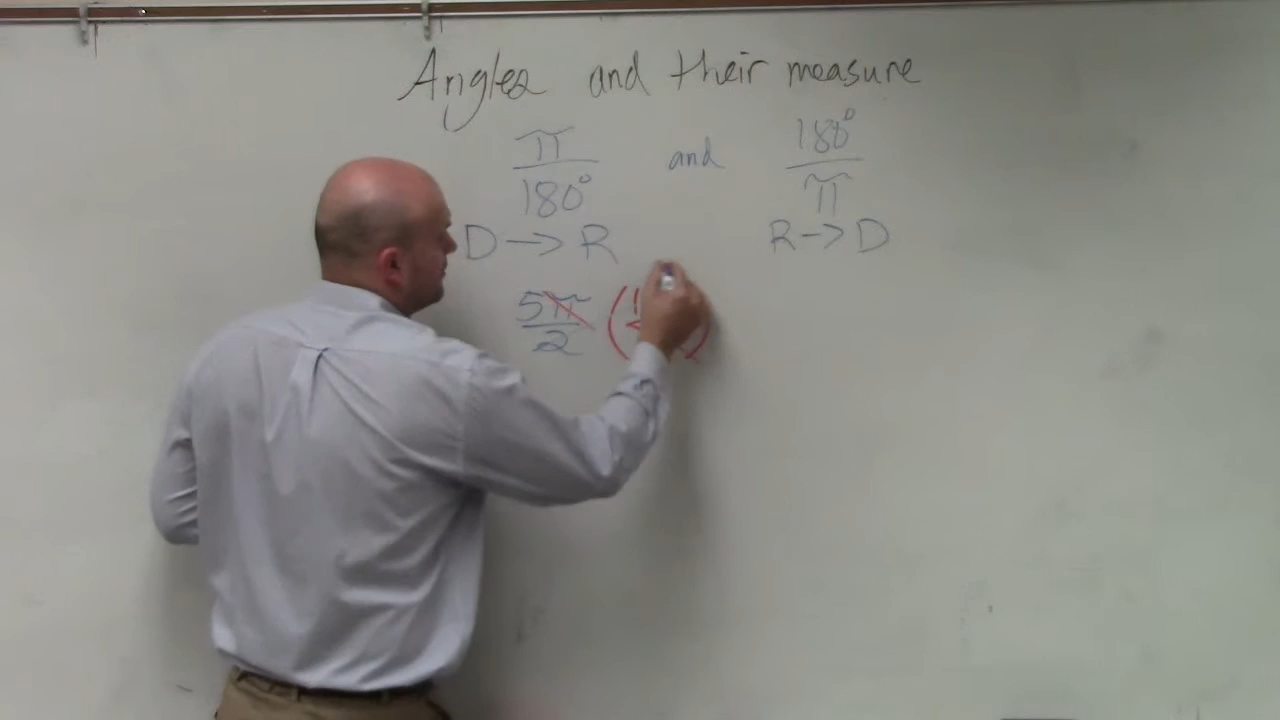 Angles and their measure
π/180° and 180°/π
D → R R → D
5π/2 (